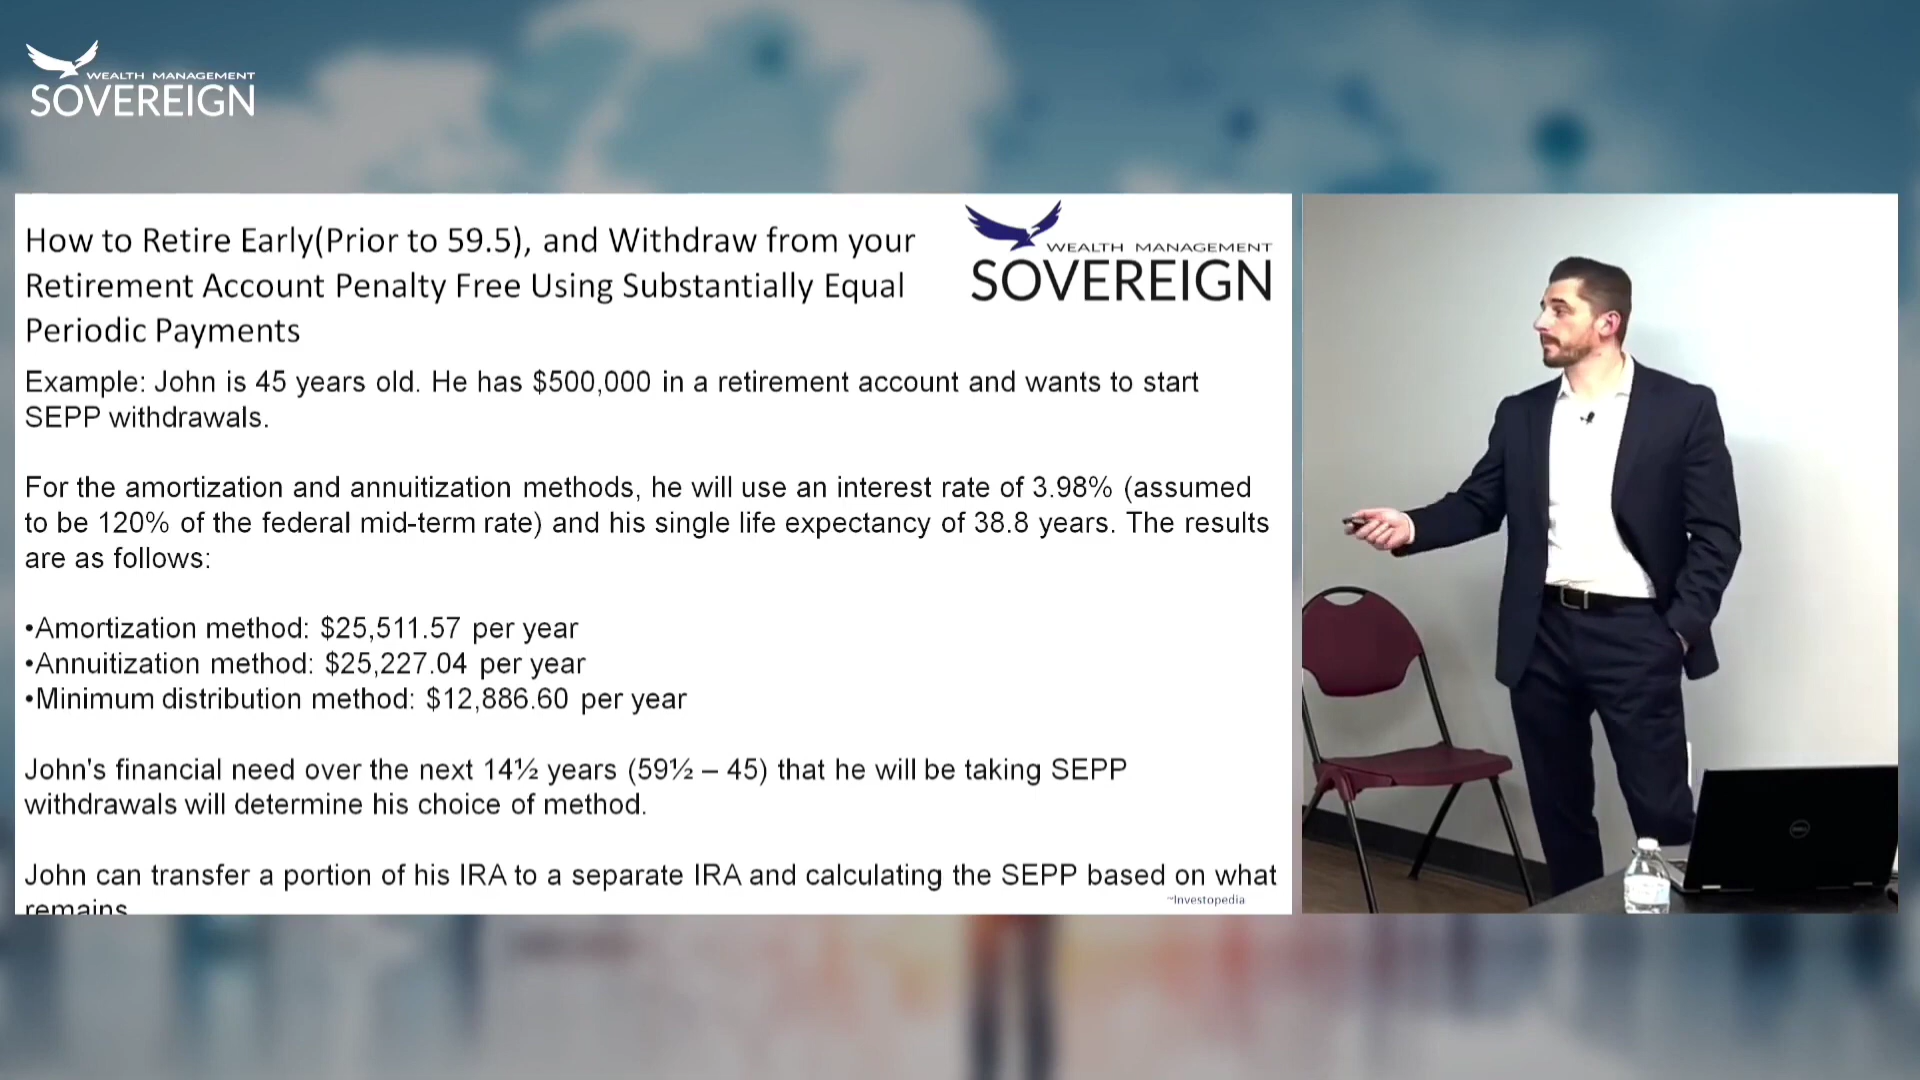 WEALTH MANAGEMENT
SOVEREIGN
How to Retire Early(Prior to 59.5), and Withdraw from your
Retirement Account Penalty Free Using Substantially Equal
Periodic Payments
WEALTH MANAGEMENT
SOVEREIGN
Example: John is 45 years old. He has $500,000 in a retirement account and wants to start
SEPP withdrawals.
For the amortization and annuitization methods, he will use an interest rate of 3.98% (assumed
to be 120% of the federal mid-term rate) and his single life expectancy of 38.8 years. The results
are as follows:
•Amortization method: $25,511.57 per year
•Annuitization method: $25,227.04 per year
•Minimum distribution method: $12,886.60 per year
John's financial need over the next 14½ years (59½ – 45) that he will be taking SEPP
withdrawals will determine his choice of method.
John can transfer a portion of his IRA to a separate IRA and calculating the SEPP based on what
remains
~Investopedia
DELL